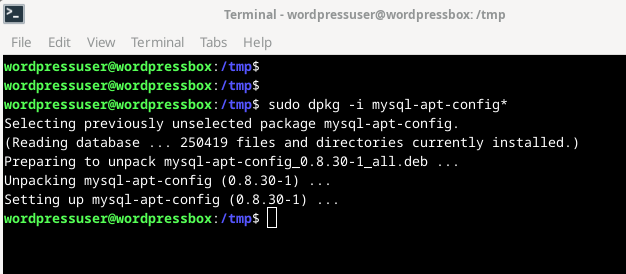 Terminal - wordpressuser@wordpressbox: /tmp
File Edit View Terminal Tabs Help
wordpressuser@wordpressbox:/tmp$
wordpressuser@wordpressbox:/tmp$
wordpressuser@wordpressbox:/tmp$ sudo dpkg -i mysql-apt-config*
Selecting previously unselected package mysql-apt-config.
(Reading database ... 250419 files and directories currently installed.)
Preparing to unpack mysql-apt-config_0.8.30-1_all.deb ...
Unpacking mysql-apt-config (0.8.30-1) ...
Setting up mysql-apt-config (0.8.30-1) ...
wordpressuser@wordpressbox:/tmp$